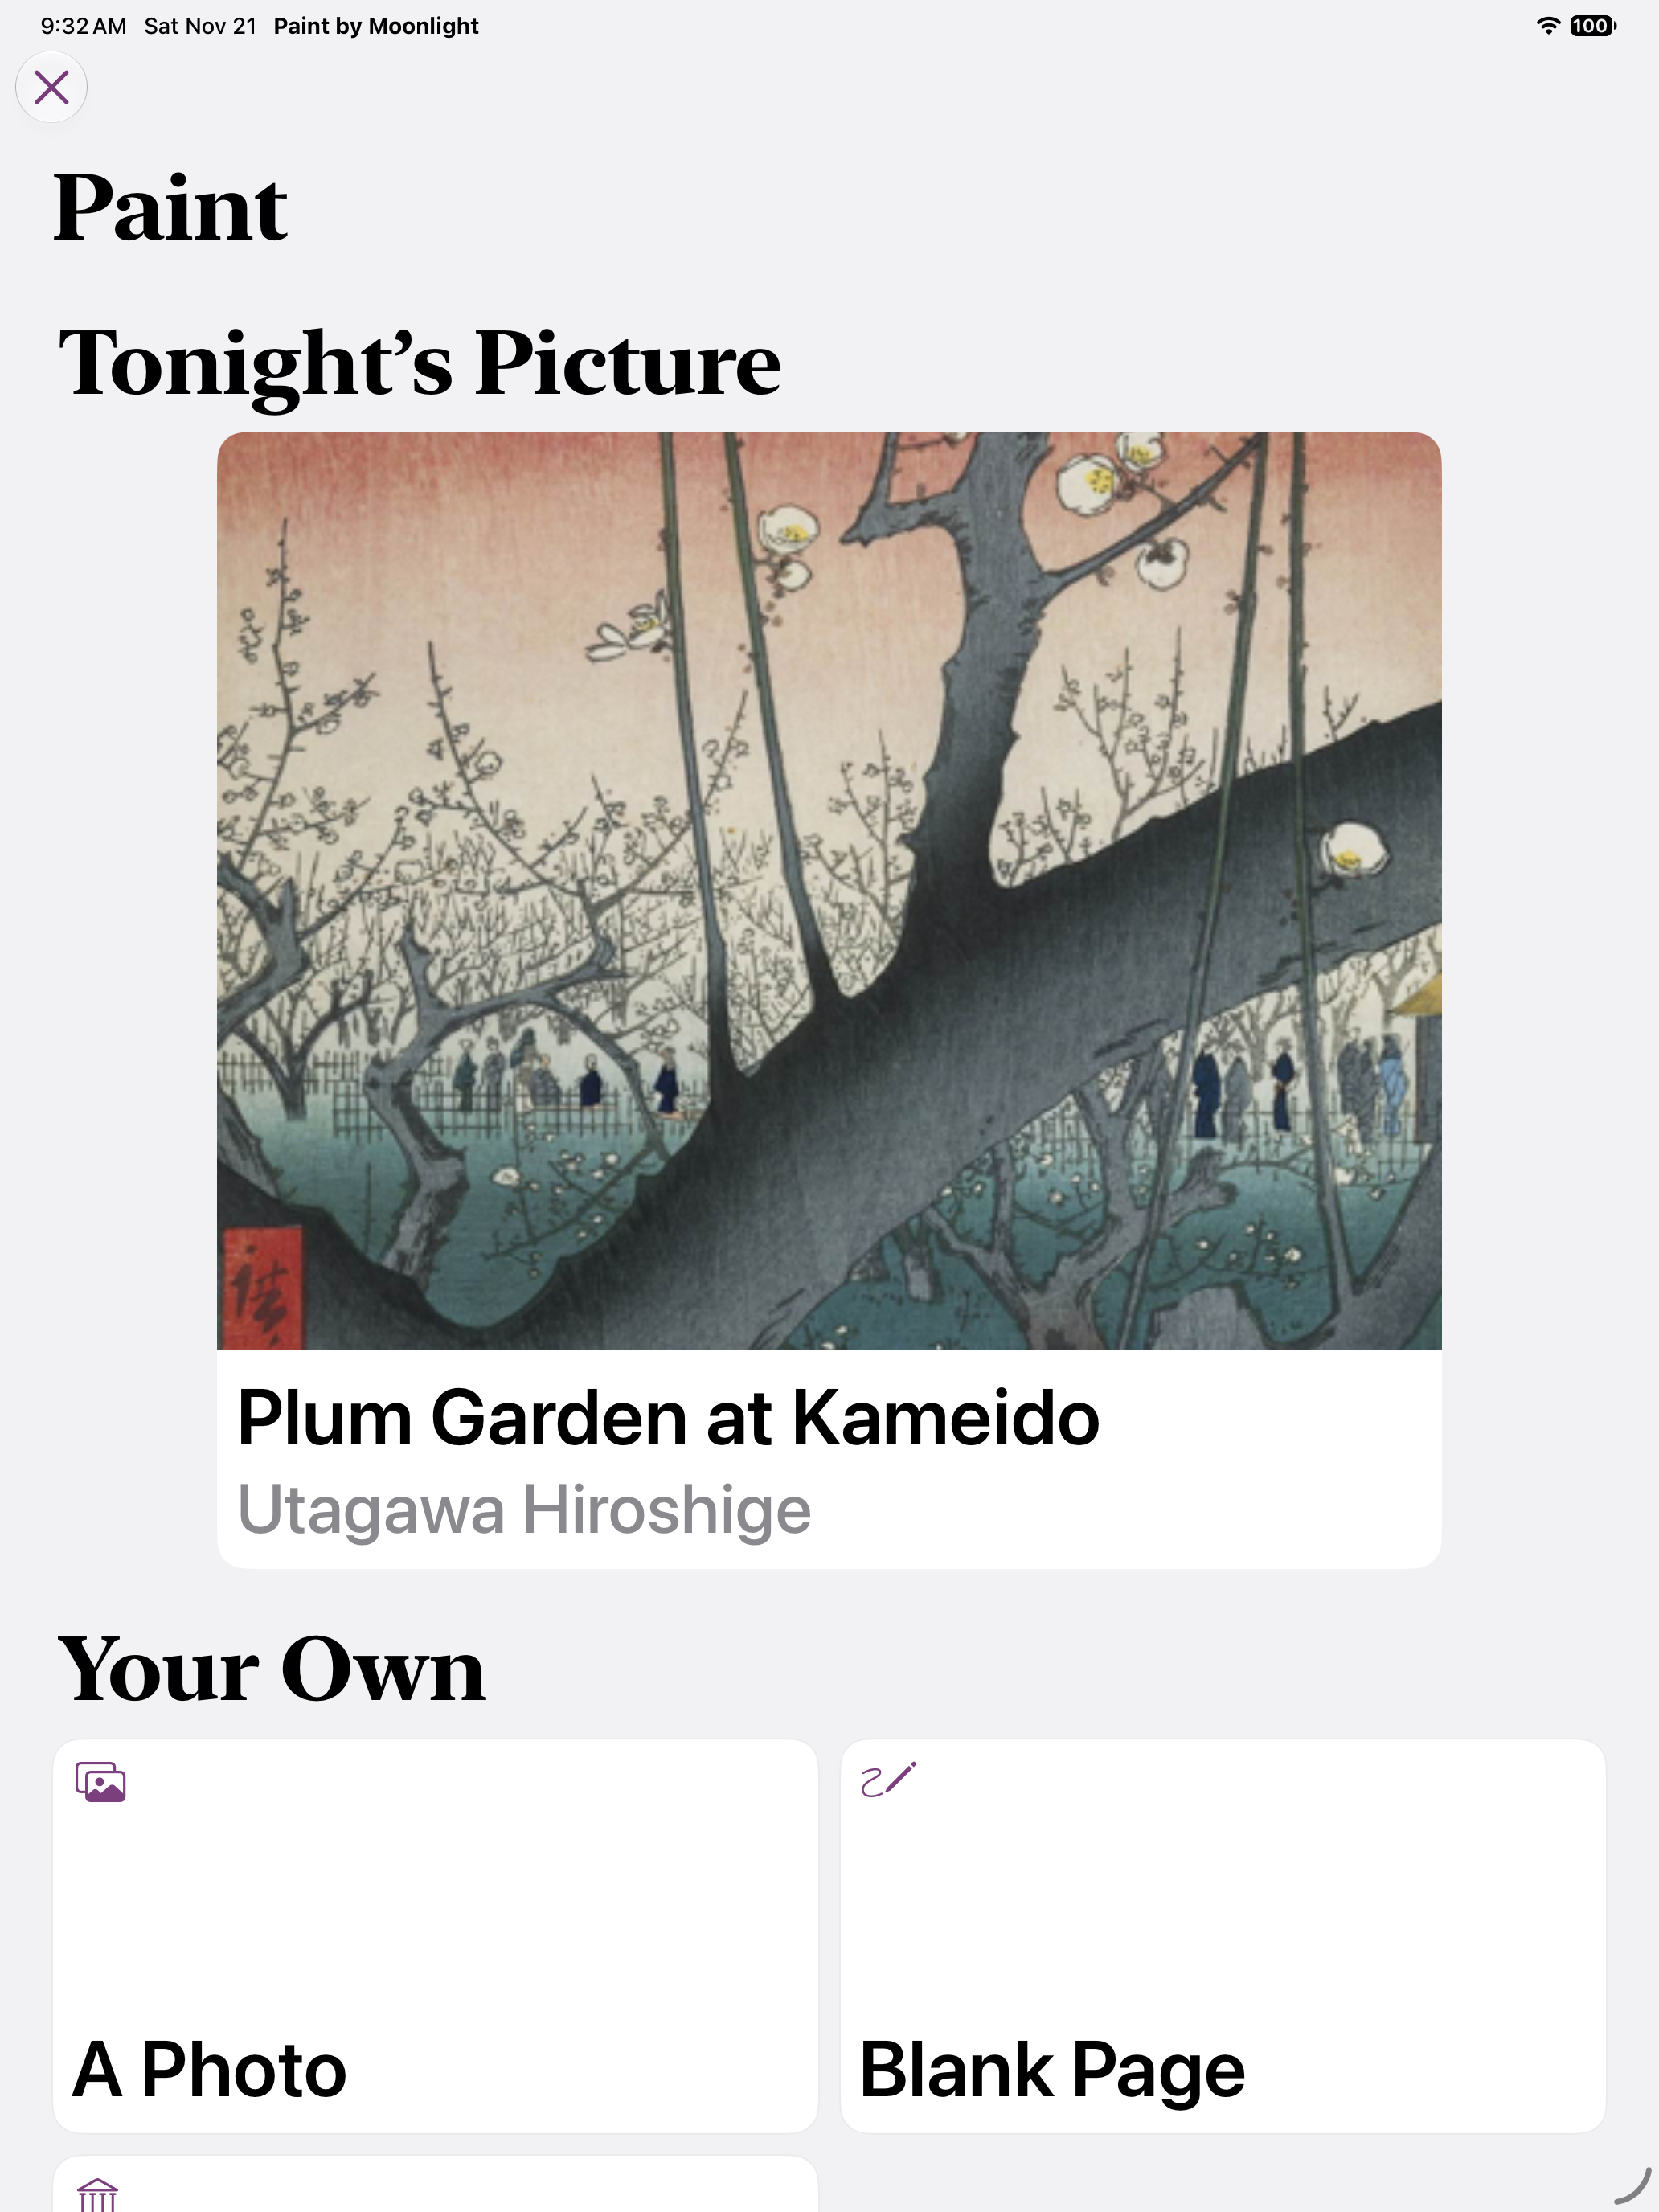 9:32 AM Sat Nov 21 Paint by Moonlight
100
Paint
Tonight’s Picture
Plum Garden at Kameido
Utagawa Hiroshige
Your Own
A Photo
Blank Page